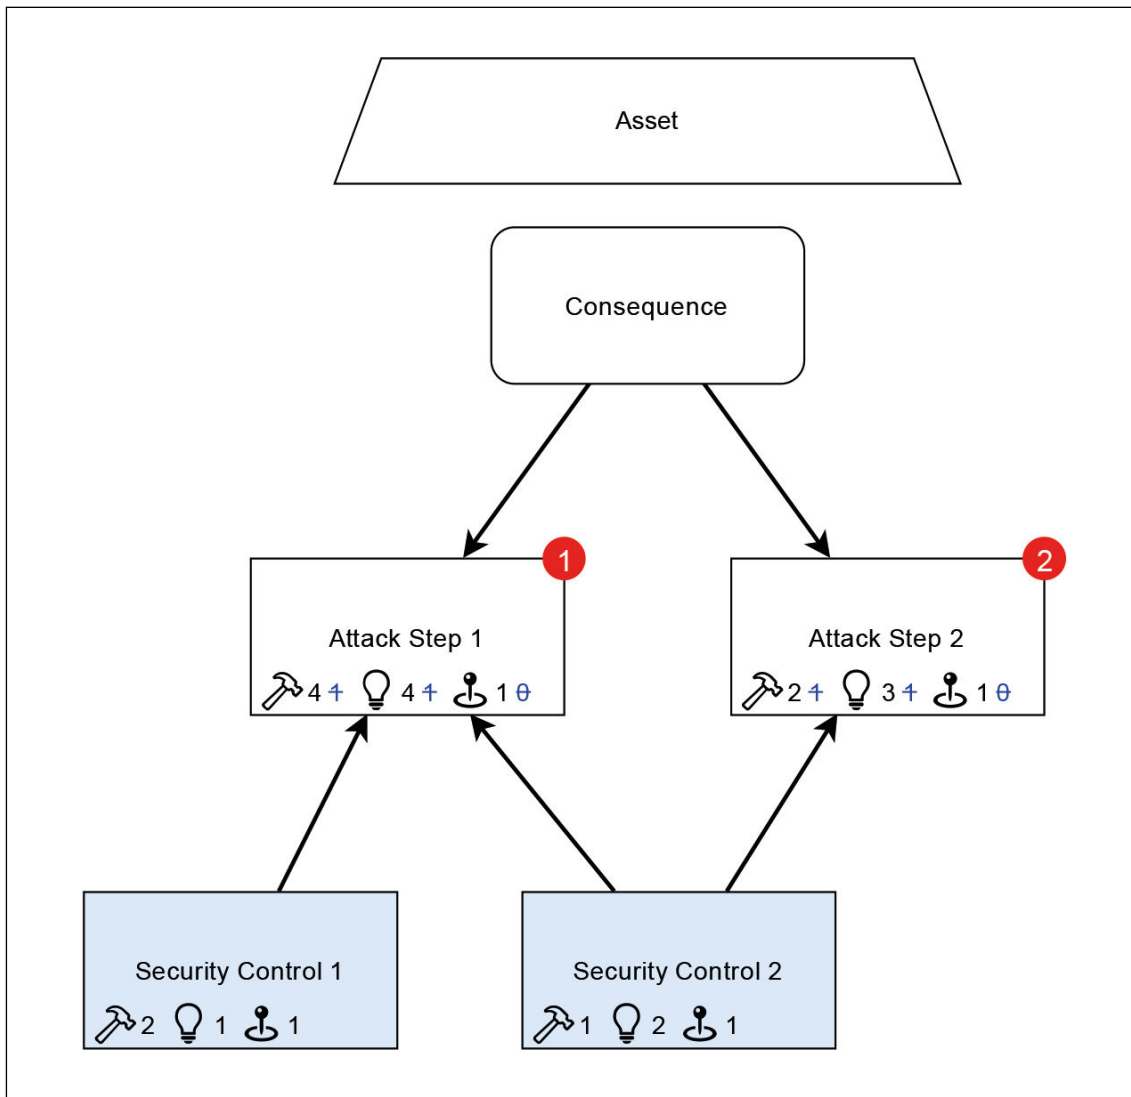 Asset
Consequence
1
2
Attack Step 1
4 1 4 1 1 0
Attack Step 2
2 1 3 1 1 0
Security Control 1
2 1 1
Security Control 2
1 2 1